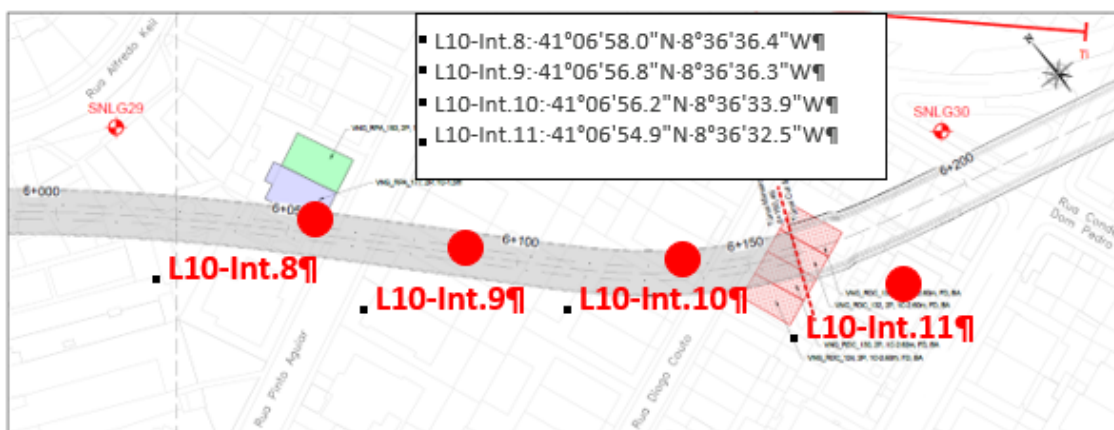 L10-Int.8:·41°06'58.0"N·8°36'36.4"W¶
L10-Int.9:·41°06'56.8"N·8°36'36.3"W¶
L10-Int.10:·41°06'56.2"N·8°36'33.9"W¶
L10-Int.11:·41°06'54.9"N·8°36'32.5"W¶
Rua Alfredo Keil
SNLG29
SNLG30
6+000
6+100
6+150
6+200
L10-Int.8¶
L10-Int.9¶
L10-Int.10¶
L10-Int.11¶
Rua Pinto Aguiar
Rua Diogo Couto
Dom Pedro